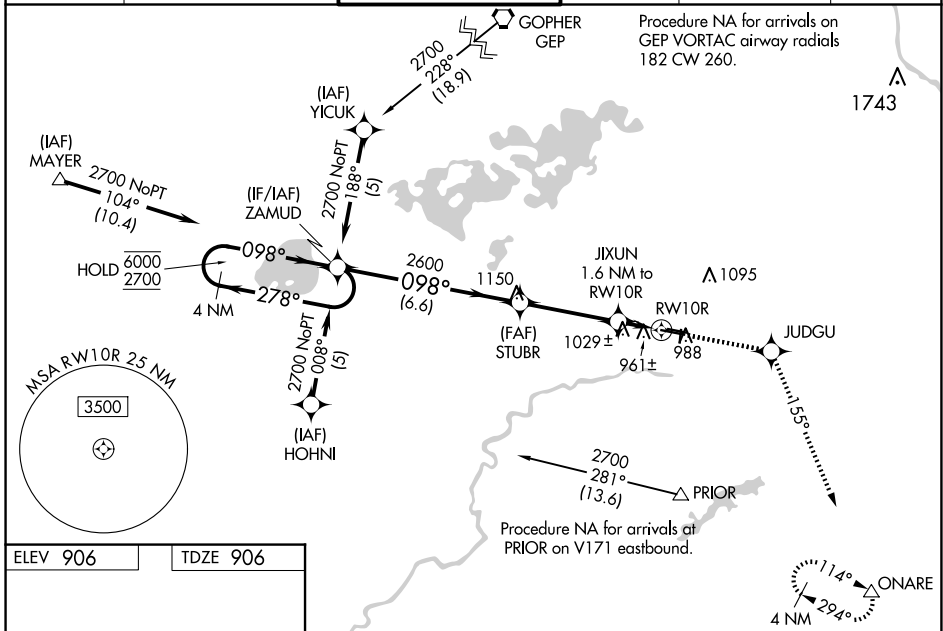 GOPHER
GEP
Procedure NA for arrivals on
GEP VORTAC airway radials
182 CW 260.
1743
2700
228°
(18.9)
(IAF)
YICUK
(IAF)
MAYER
2700 NoPT
104°
(10.4)
2700 NoPT
188°
(5)
(IF/IAF)
ZAMUD
HOLD 6000
2700
098°
278°
4 NM
2600
098°
(6.6)
1150
(FAF)
STUBR
JIXUN
1.6 NM to
RW10R
1095
RW10R
1029±
961±
988
JUDGU
155°
2700 NoPT
008°
(5)
(IAF)
HOHNI
MSA RW10R 25 NM
3500
2700
281°
(13.6)
PRIOR
Procedure NA for arrivals at
PRIOR on V171 eastbound.
ELEV 906
TDZE 906
114°
294°
4 NM
ONARE